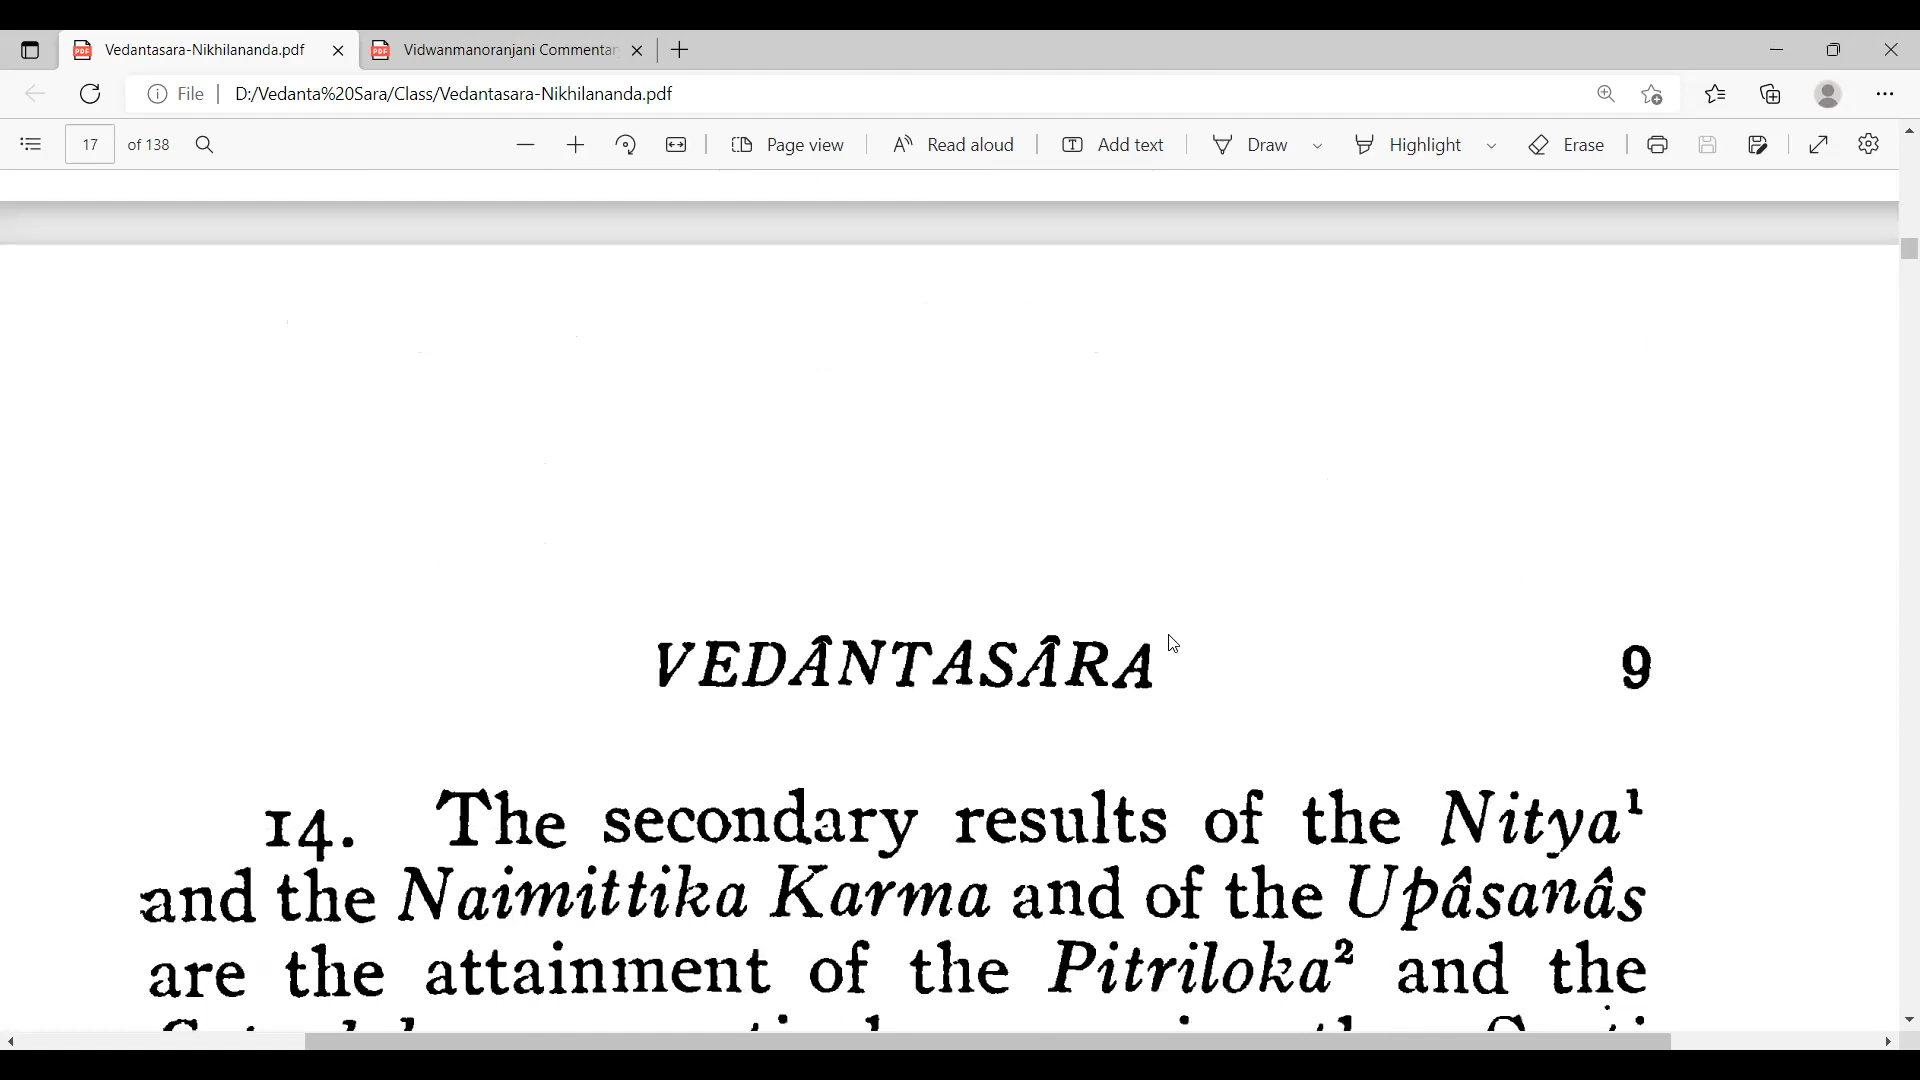 Vedantasara-Nikhilananda.pdf
Vidwanmanoranjani Commentar
File
D:/Vedanta%20Sara/Class/Vedantasara-Nikhilananda.pdf
17 of 138
Page view
Read aloud
Add text
Draw
Highlight
Erase
VEDÂNTASÂRA 9
14. The secondary results of the Nitya¹
and the Naimittika Karma and of the Upâsanâs
are the attainment of the Pitriloka² and the